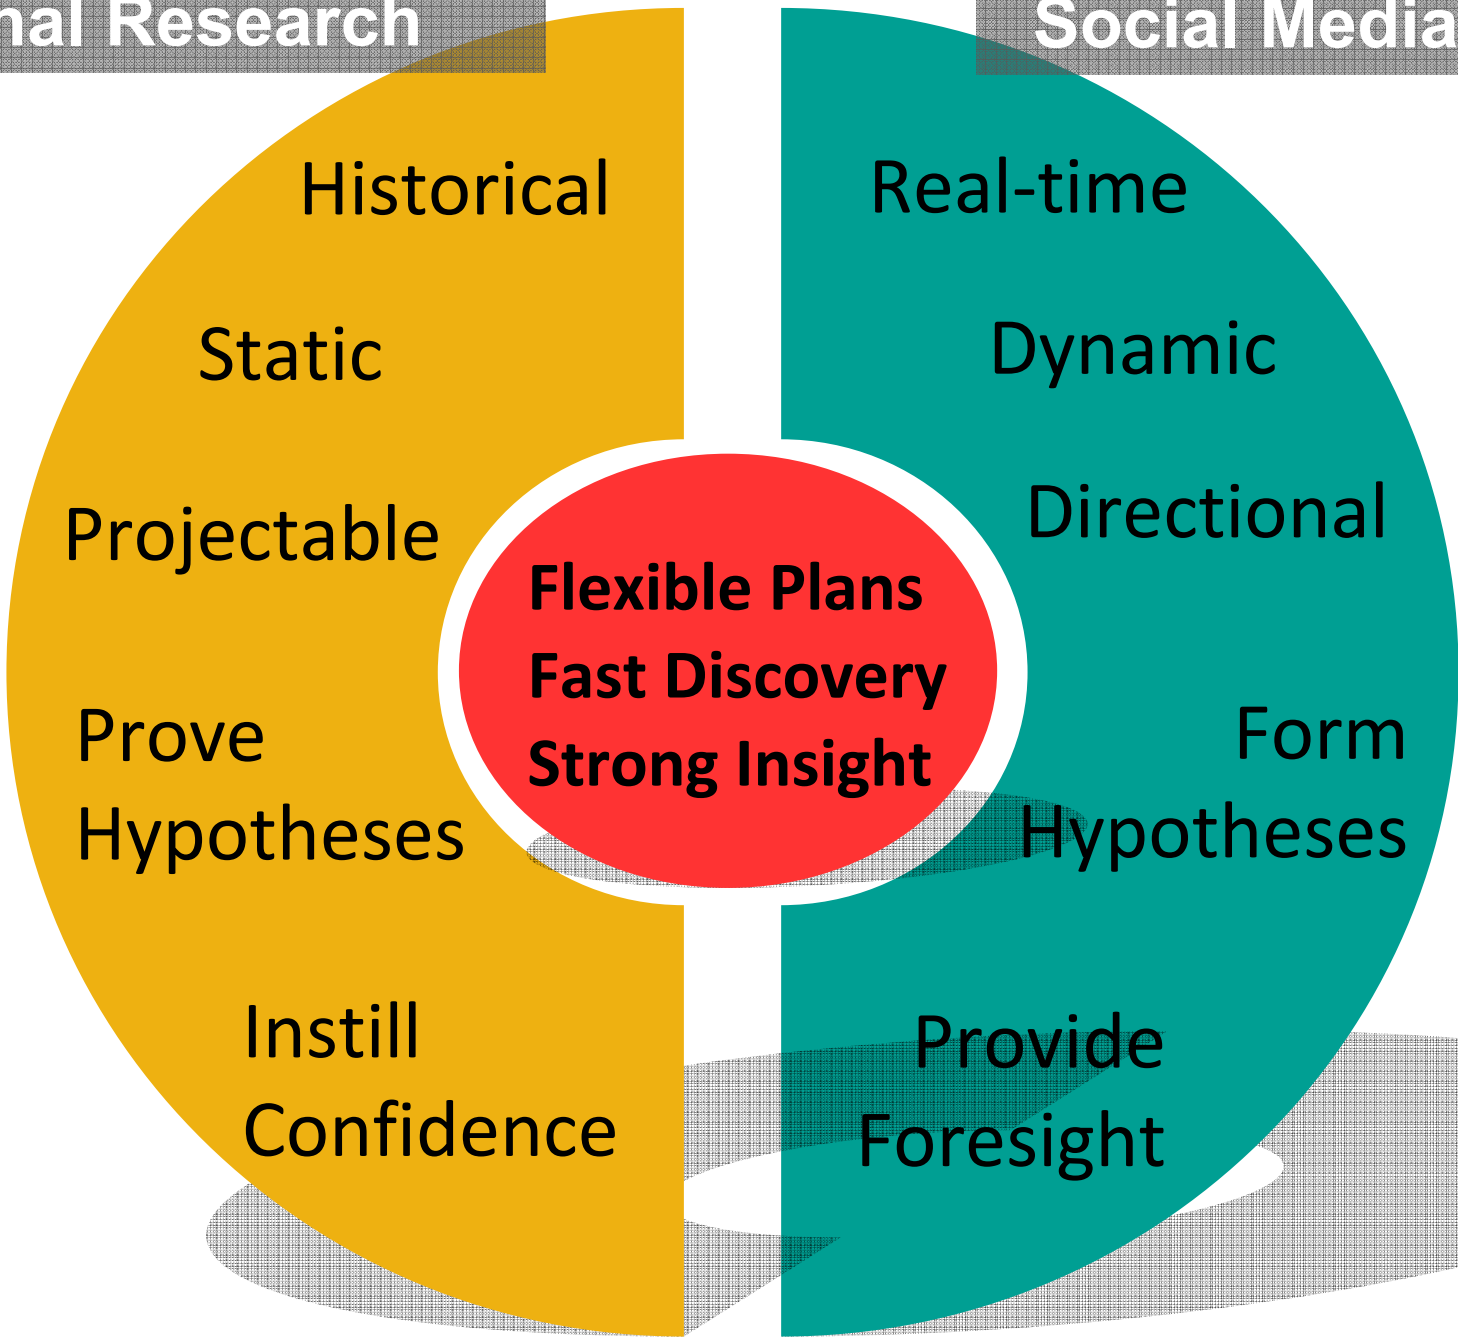 nal Research
Social Media
Historical
Static
Projectable
Prove
Hypotheses
Instill
Confidence
Flexible Plans
Fast Discovery
Strong Insight
Real-time
Dynamic
Directional
Form
Hypotheses
Provide
Foresight